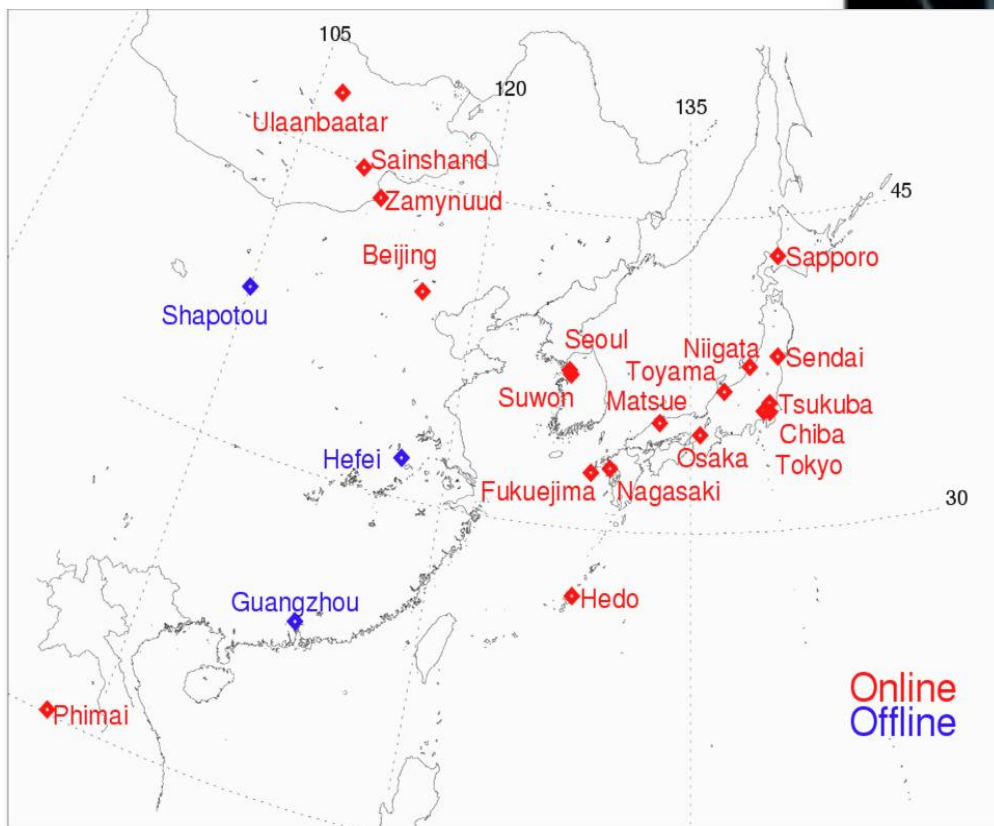 105
120
135
Ulaanbaatar
Sainshand
Zamynuud
45
Beijing
Sapporo
Shapotou
Seoul
Niigata
Sendai
Toyama
Suwon
Matsue
Tsukuba
Chiba
Hefei
Osaka
Tokyo
Fukuejima
Nagasaki
30
Guangzhou
Hedo
Online
Phimai
Offline